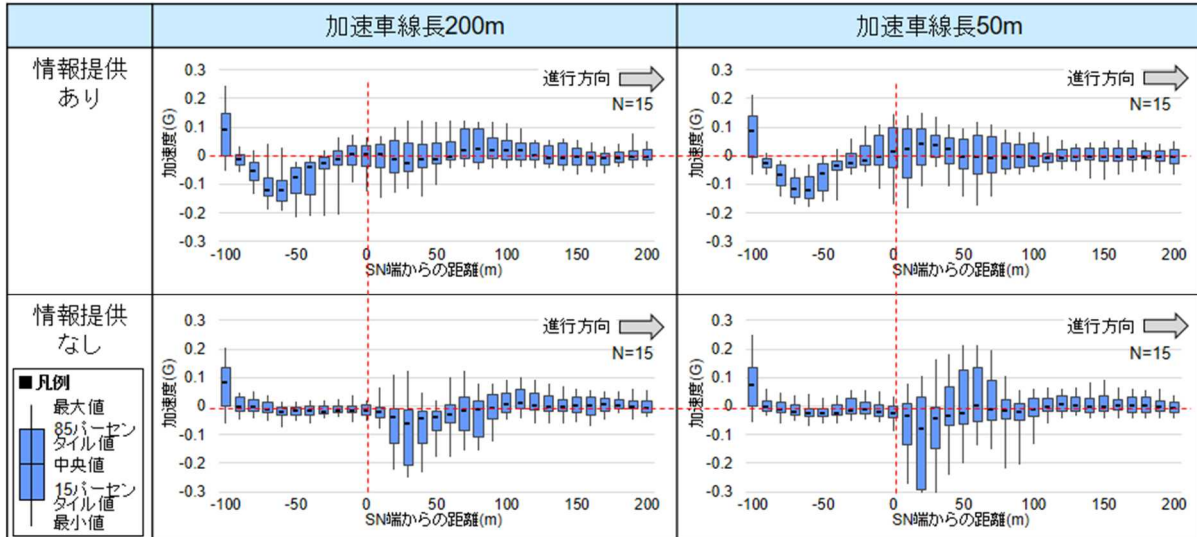 加速車線長200m
加速車線長50m
情報提供
あり
0.3
0.2
0.1
0
-0.1
-0.2
-0.3
加速度(G)
進行方向
N=15
-100
-50
0
50
100
150
200
SN端からの距離(m)
0.3
0.2
0.1
0
-0.1
-0.2
-0.3
加速度(G)
進行方向
N=15
-100
-50
0
50
100
150
200
SN端からの距離(m)
情報提供
なし
■凡例
最大値
85パーセン
タイル値
中央値
15パーセン
タイル値
最小値
0.3
0.2
0.1
0
-0.1
-0.2
-0.3
加速度(G)
進行方向
N=15
-100
-50
0
50
100
150
200
SN端からの距離(m)
0.3
0.2
0.1
0
-0.1
-0.2
-0.3
加速度(G)
進行方向
N=15
-100
-50
0
50
100
150
200
SN端からの距離(m)